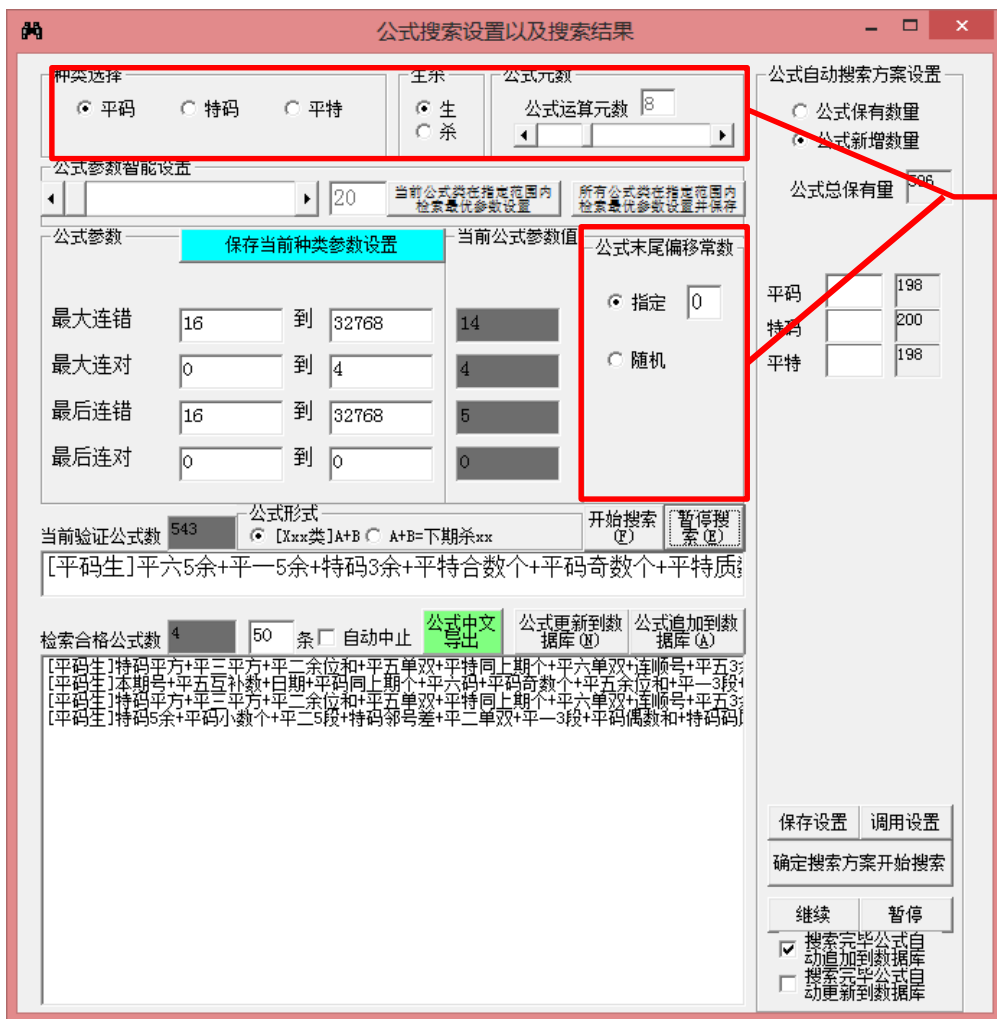 公式搜索设置以及搜索结果
种类选择
平码
特码
平特
生杀
生
杀
公式元数
公式运算元数 8
公式自动搜索方案设置
公式保有数量
公式新增数量
公式总保有量 596
公式参数智能设置
20
当前公式类在指定范围内
检索最优参数设置
所有公式类在指定范围内
检索最优参数设置并保存
公式参数
保存当前种类参数设置
当前公式参数值
公式末尾偏移常数
指定 0
随机
最大连错 16 到 32768 14
最大连对 0 到 4 4
最后连错 16 到 32768 5
最后连对 0 到 0 0
平码 198
特码 200
平特 198
当前验证公式数 543
公式形式
[Xxx类]A+B
A+B=下期杀xx
开始搜索
(F)
暂停搜
索(E)
[平码生]平六5余+平一5余+特码3余+平特合数个+平码奇数个+平特质
检索合格公式数 4
50 条
自动中止
公式中文
导出
公式更新到数
据库(N)
公式追加到数
据库(A)
[平码生]特码平方+平三平方+平二余位和+平五单双+平特同上期个+平六单双+连顺号+平五3
[平码生]本期号+平五互补数+日期+平码同上期个+平六码+平码奇数个+平五余位和+平一3段+
[平码生]特码平方+平三平方+平二余位和+平五单双+平特同上期个+平六单双+连顺号+平五3
[平码生]特码5余+平码小数个+平二5段+特码邻号差+平二单双+平一3段+平码偶数和+特码码
保存设置
调用设置
确定搜索方案开始搜索
继续
暂停
搜索完毕公式自
动追加到数据库
搜索完毕公式自
动更新到数据库